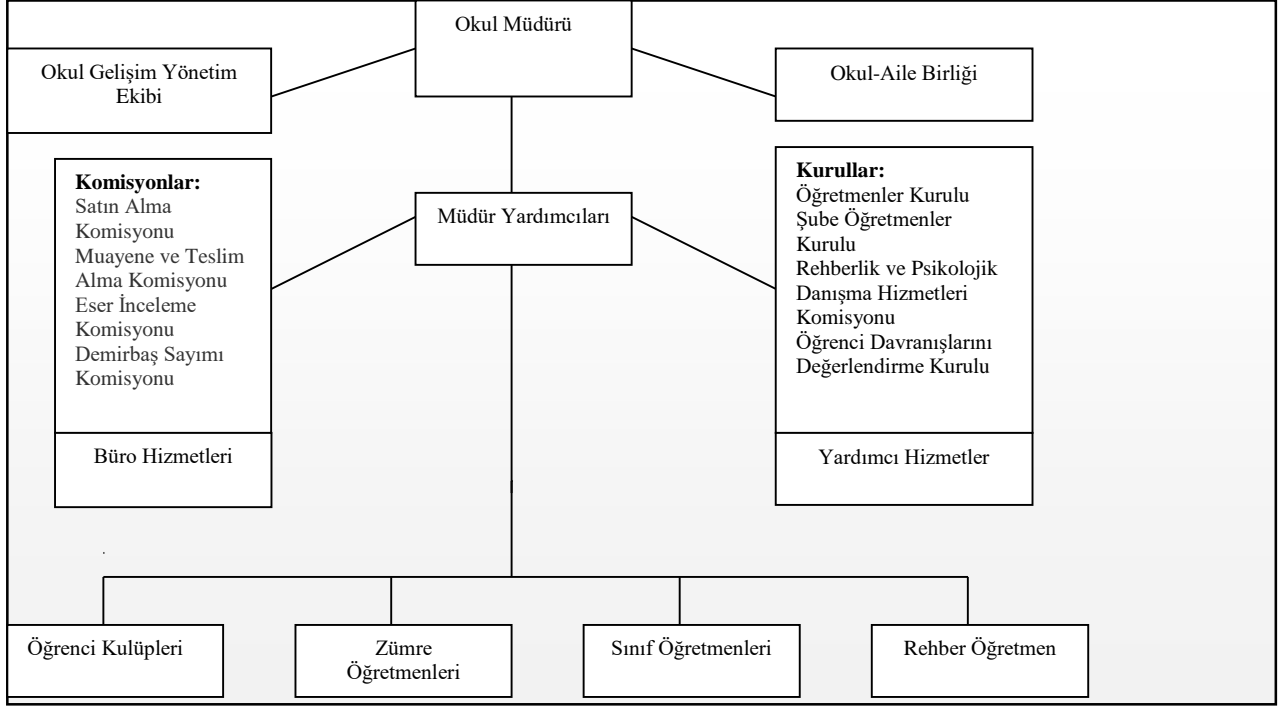 Okul Müdürü
Okul Gelişim Yönetim
Ekibi
Okul-Aile Birliği
Komisyonlar:
Satın Alma
Komisyonu
Muayene ve Teslim
Alma Komisyonu
Eser İnceleme
Komisyonu
Demirbaş Sayımı
Komisyonu
Müdür Yardımcıları
Kurullar:
Öğretmenler Kurulu
Şube Öğretmenler
Kurulu
Rehberlik ve Psikolojik
Danışma Hizmetleri
Komisyonu
Öğrenci Davranışlarını
Değerlendirme Kurulu
Büro Hizmetleri
Yardımcı Hizmetler
Öğrenci Kulüpleri
Zümre
Öğretmenleri
Sınıf Öğretmenleri
Rehber Öğretmen